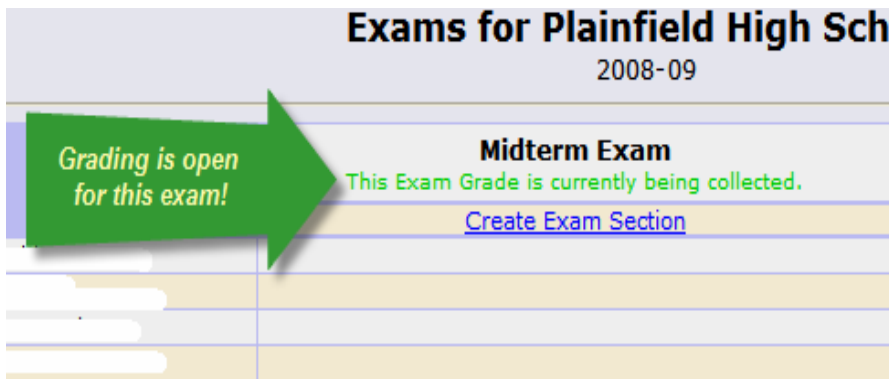 Exams for Plainfield High Sch
2008-09
Grading is open
for this exam!
Midterm Exam
This Exam Grade is currently being collected.
Create Exam Section